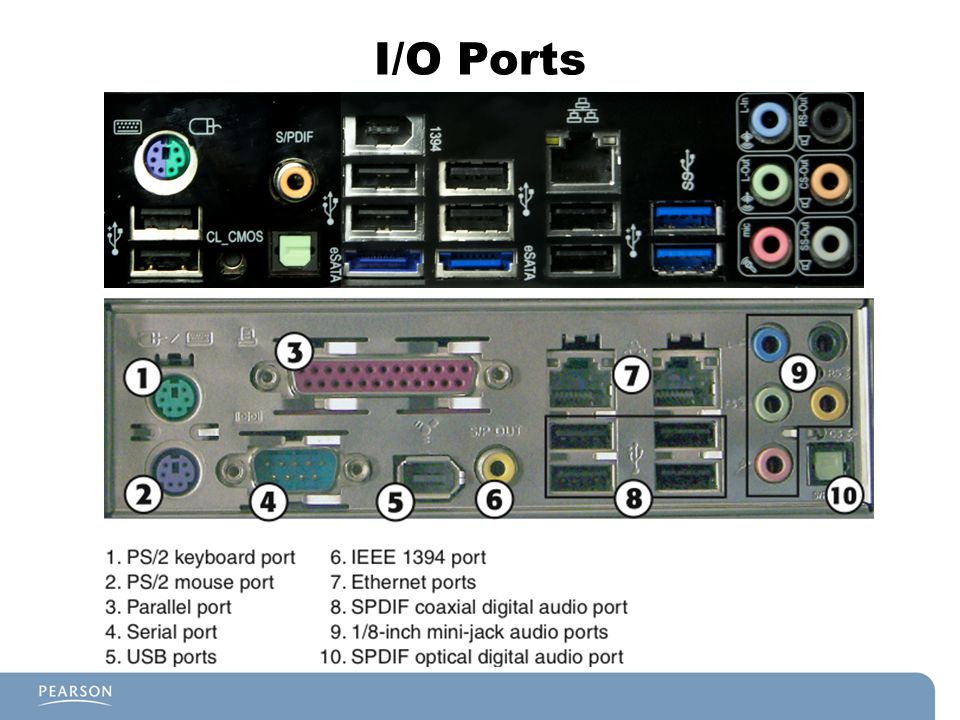 I/O Ports
S/PDIF
1394
L-In
RS-Out
SS
L-Out
CS-Out
CL_CMOS
eSATA
eSATA
mic
SS-Out
3
1
7
9
RS
S/P OUT
CS
2
4
5
6
8
10
1. PS/2 keyboard port
2. PS/2 mouse port
3. Parallel port
4. Serial port
5. USB ports
6. IEEE 1394 port
7. Ethernet ports
8. SPDIF coaxial digital audio port
9. 1/8-inch mini-jack audio ports
10. SPDIF optical digital audio port
PEARSON